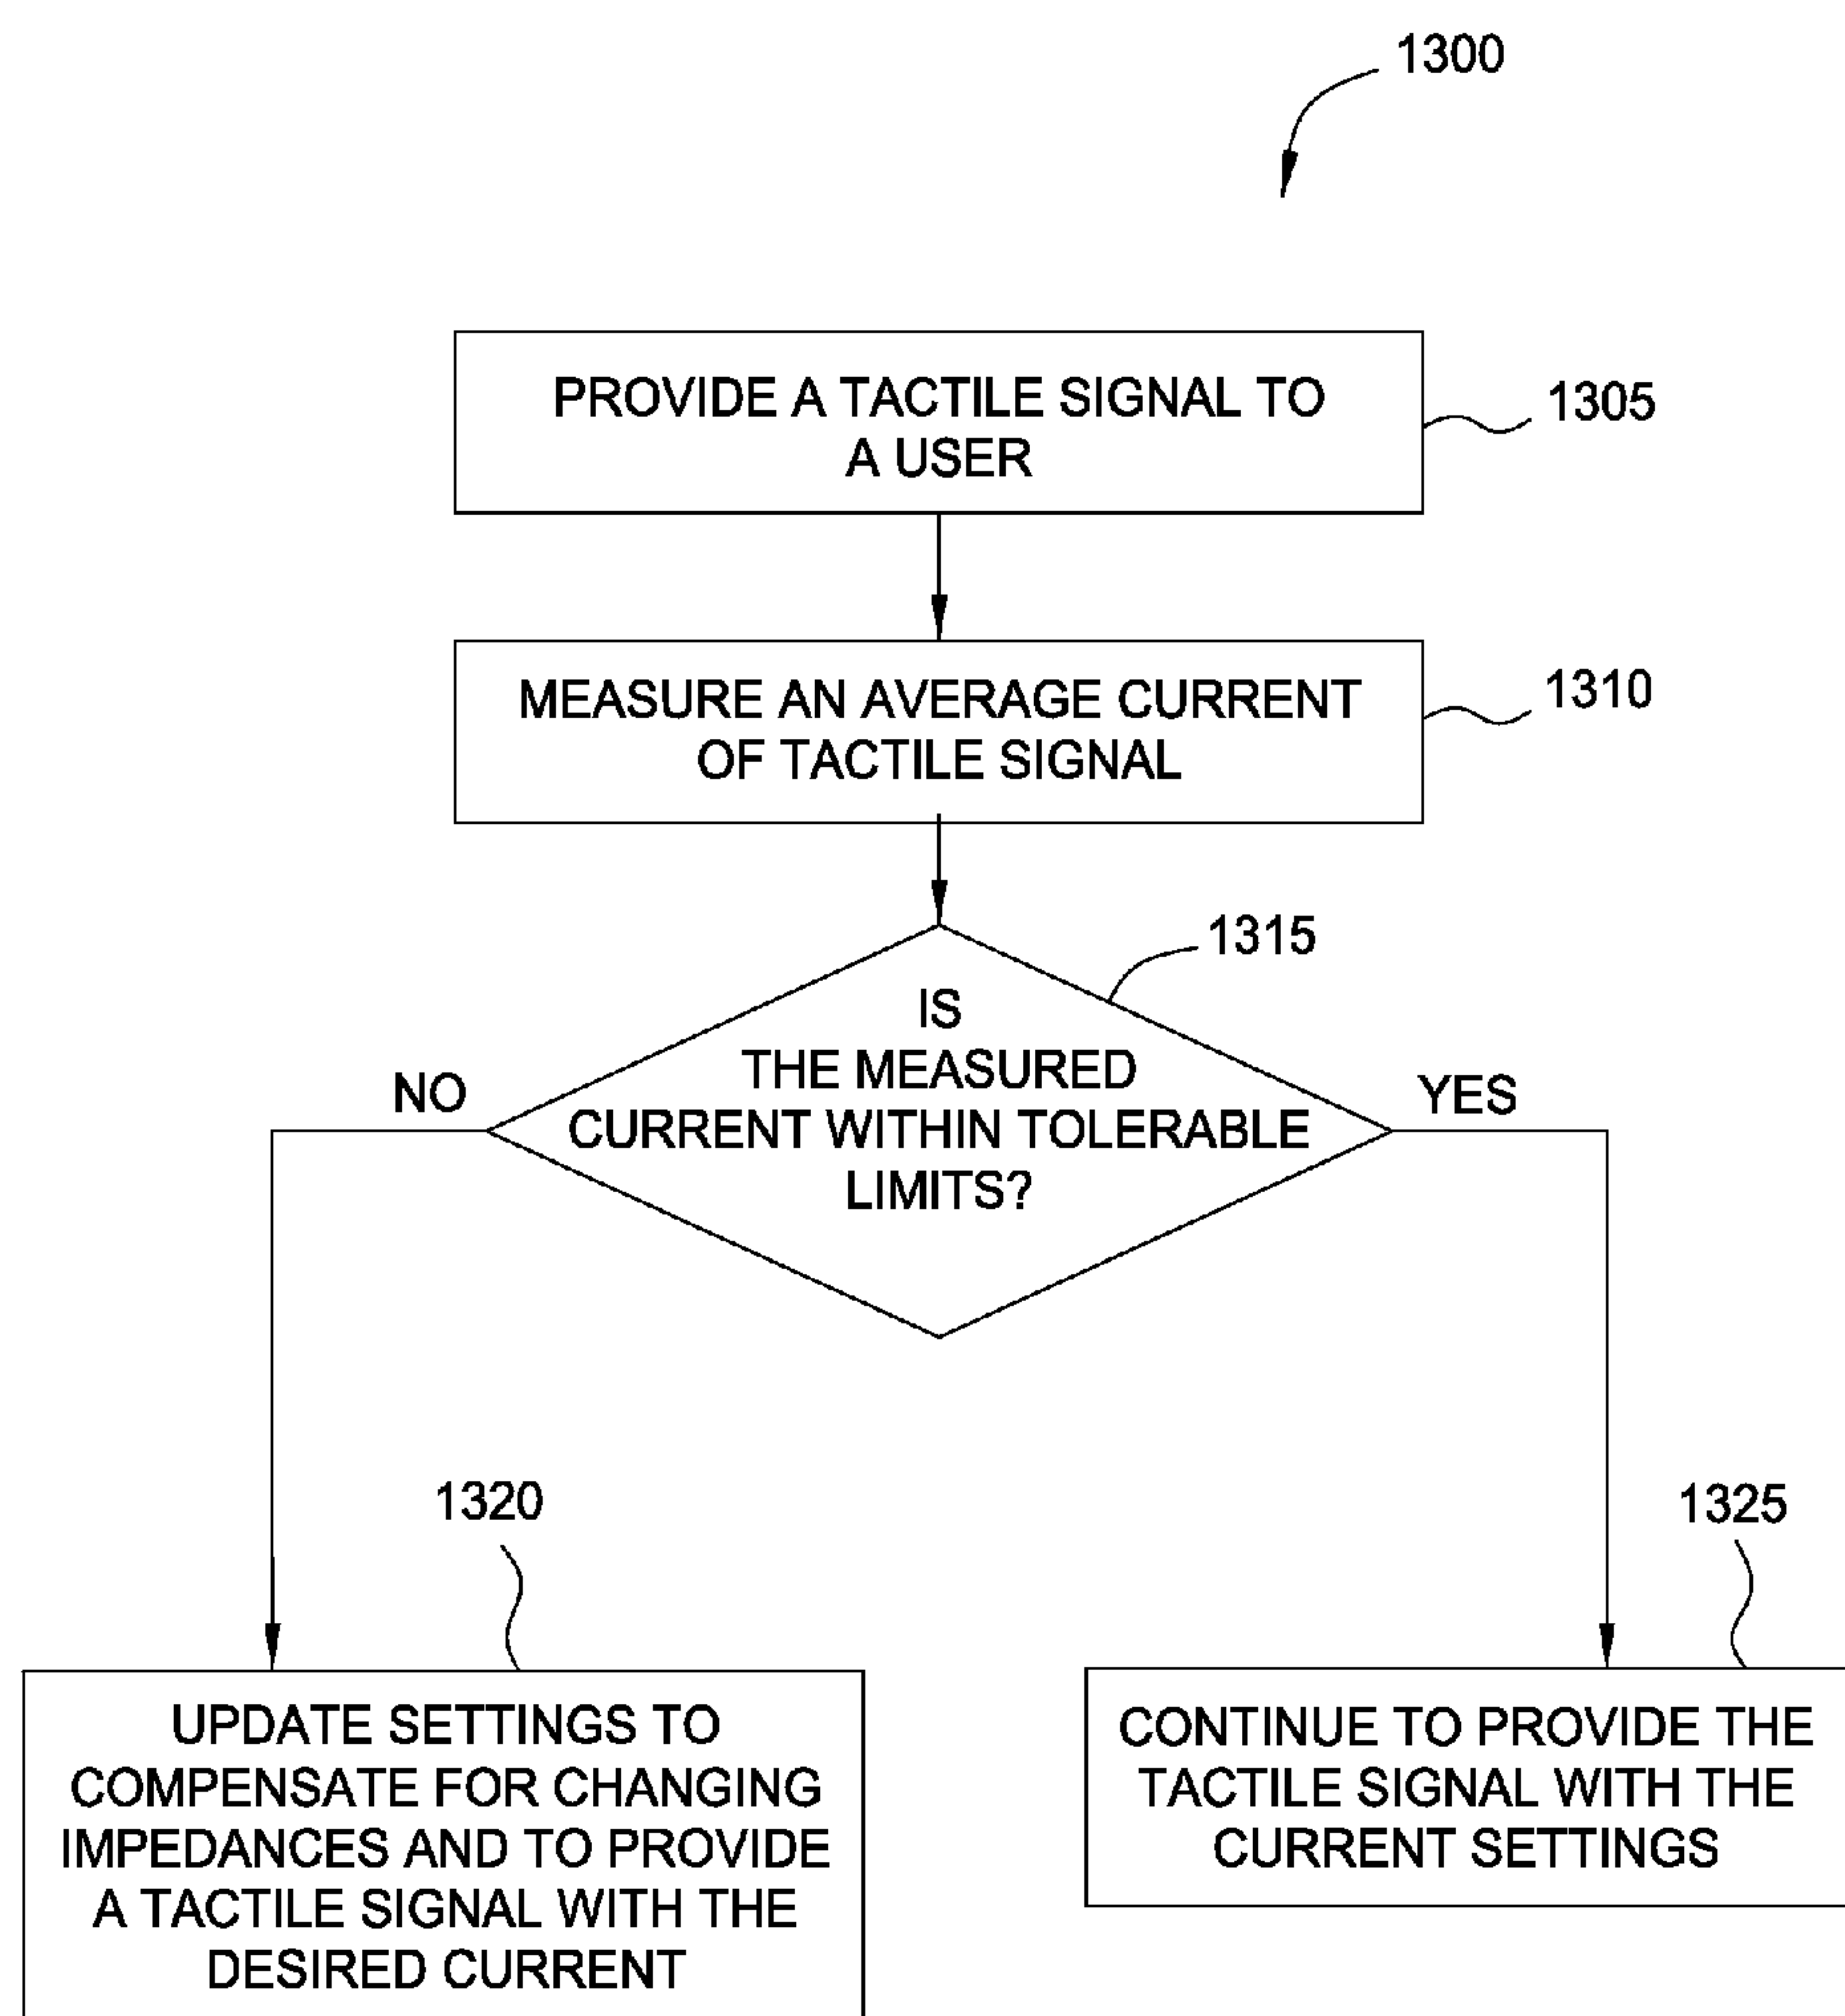 1300
PROVIDE A TACTILE SIGNAL TO
A USER
1305
MEASURE AN AVERAGE CURRENT
OF TACTILE SIGNAL
1310
1315
IS
THE MEASURED
CURRENT WITHIN TOLERABLE
LIMITS?
NO
YES
1320
UPDATE SETTINGS TO
COMPENSATE FOR CHANGING
IMPEDANCES AND TO PROVIDE
A TACTILE SIGNAL WITH THE
DESIRED CURRENT
1325
CONTINUE TO PROVIDE THE
TACTILE SIGNAL WITH THE
CURRENT SETTINGS